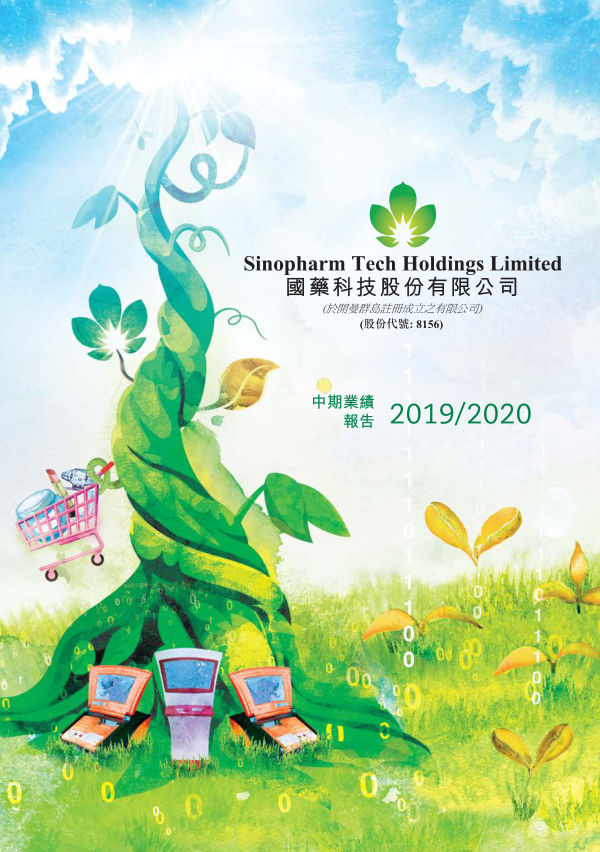 Sinopharm Tech Holdings Limited
國藥科技股份有限公司
(於開曼群島註冊成立之有限公司)
(股份代號: 8156)
中期業績
報告 2019/2020